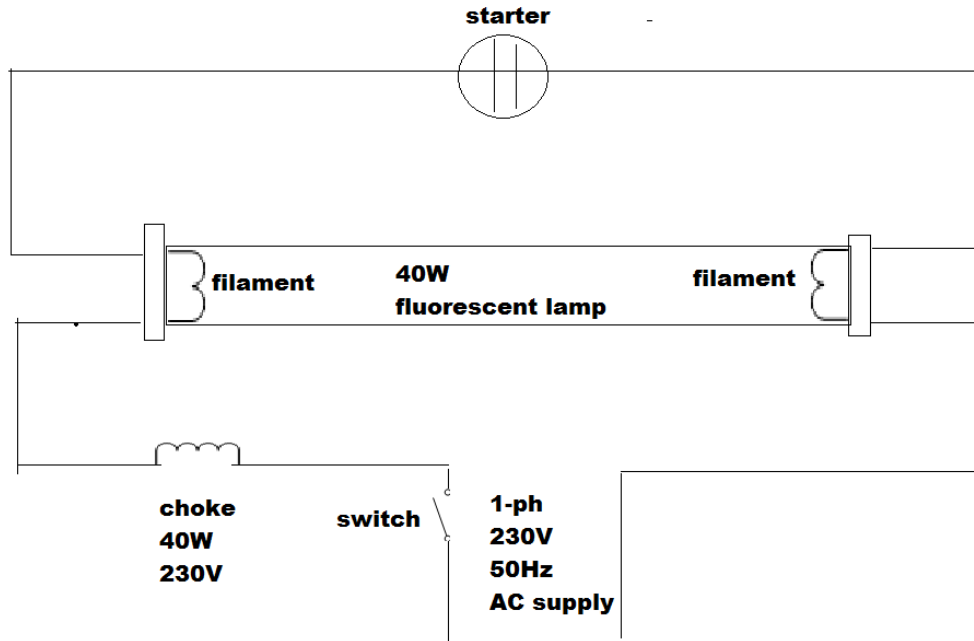 starter
filament
40W
fluorescent lamp
filament
choke
40W
230V
switch
1-ph
230V
50Hz
AC supply